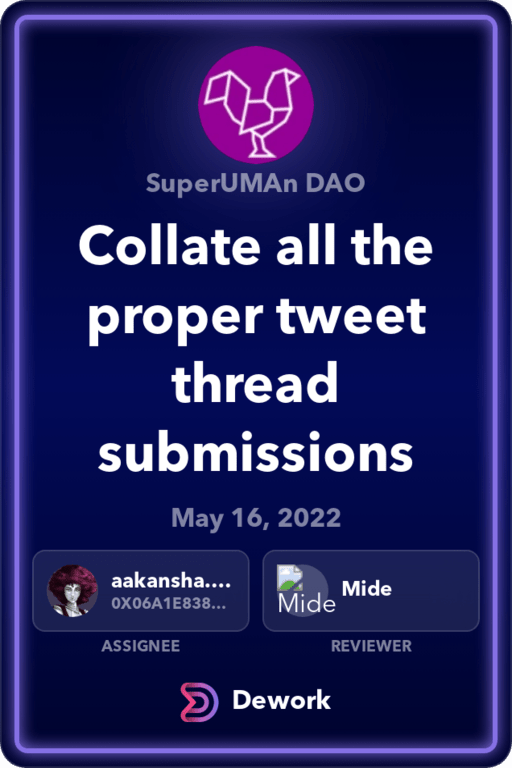 SuperUMAn DAO
Collate all the
proper tweet
thread
submissions
May 16, 2022
aakansha....
0X06A1E838...
ASSIGNEE
Mide
Mide
REVIEWER
Dework